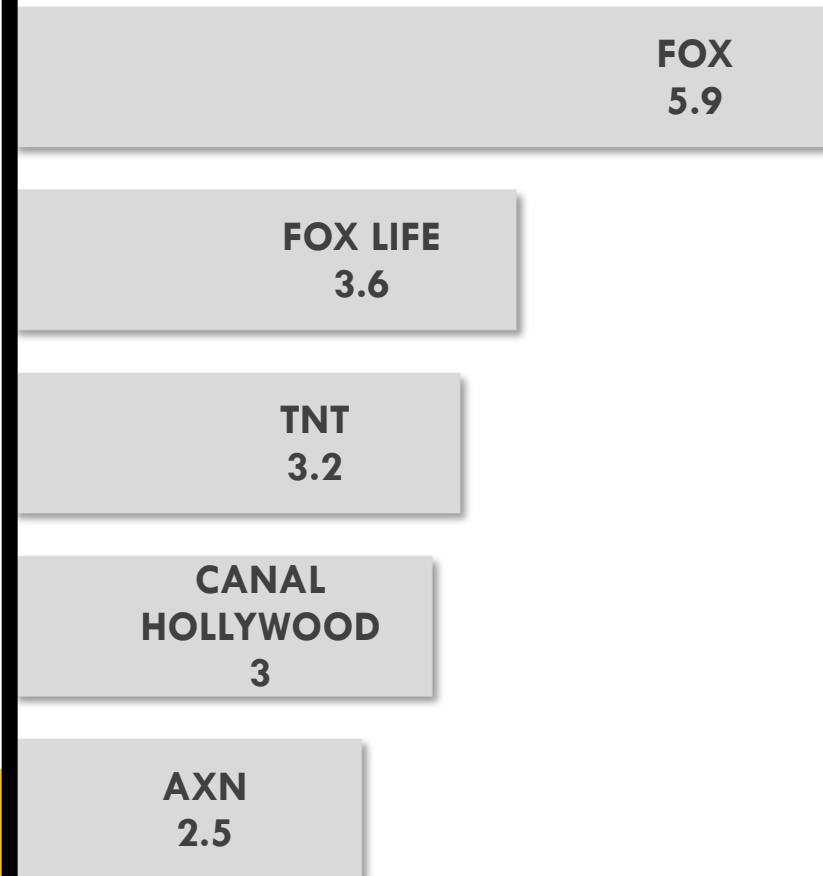 FOX
5.9
FOX LIFE
3.6
TNT
3.2
CANAL
HOLLYWOOD
3
AXN
2.5